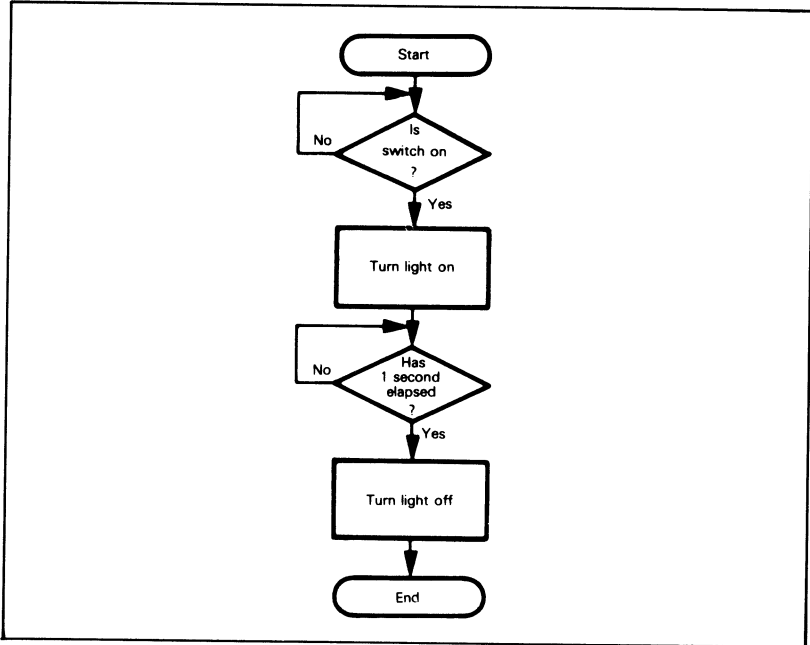 Start
Is
switch on
?
No
Yes
Turn light on
Has
1 second
elapsed
?
No
Yes
Turn light off
End